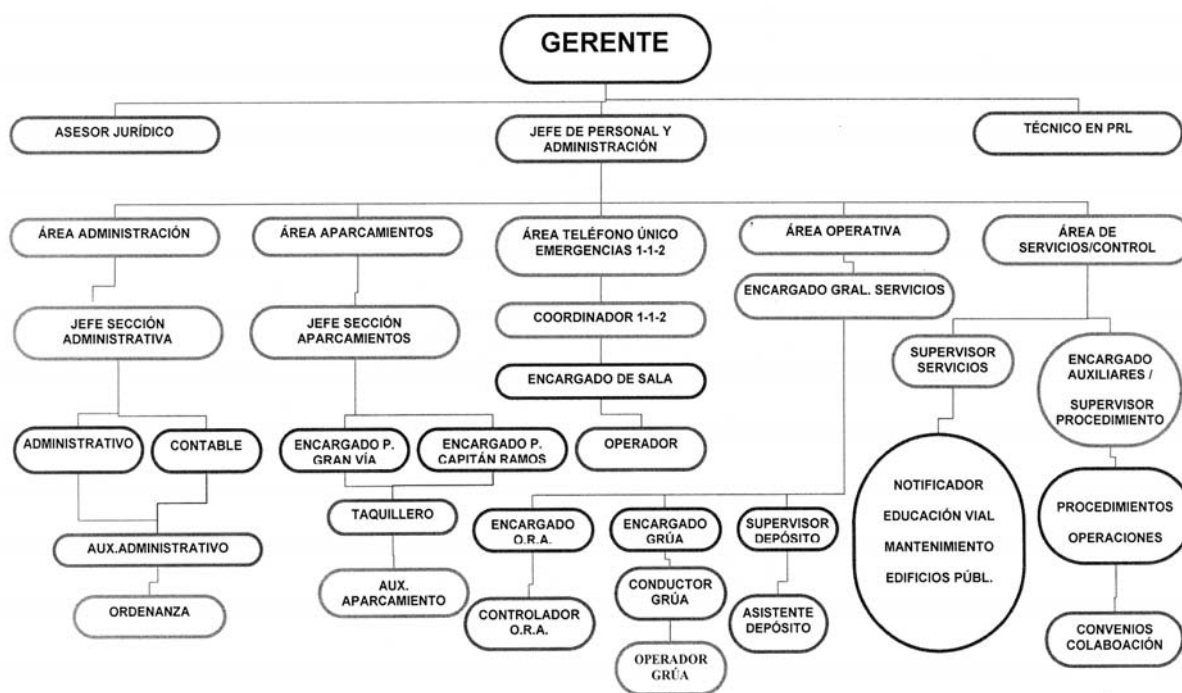 GERENTE
ASESOR JURÍDICO
JEFE DE PERSONAL Y
ADMINISTRACIÓN
TÉCNICO EN PRL
ÁREA ADMINISTRACIÓN
ÁREA APARCAMIENTOS
ÁREA TELÉFONO ÚNICO
EMERGENCIAS 1-1-2
ÁREA OPERATIVA
ÁREA DE
SERVICIOS/CONTROL
ENCARGADO GRAL. SERVICIOS
JEFE SECCIÓN
ADMINISTRATIVA
JEFE SECCIÓN
APARCAMIENTOS
COORDINADOR 1-1-2
SUPERVISOR
SERVICIOS
ENCARGADO
AUXILIARES /
SUPERVISOR
PROCEDIMIENTO
ENCARGADO DE SALA
ADMINISTRATIVO
CONTABLE
ENCARGADO P.
GRAN VÍA
ENCARGADO P.
CAPITÁN RAMOS
OPERADOR
NOTIFICADOR
EDUCACIÓN VIAL
MANTENIMIENTO
EDIFICIOS PÚBL.
PROCEDIMIENTOS
OPERACIONES
TAQUILLERO
ENCARGADO
O.R.A.
ENCARGADO
GRÚA
SUPERVISOR
DEPÓSITO
AUX.ADMINISTRATIVO
AUX.
APARCAMIENTO
CONDUCTOR
GRÚA
ORDENANZA
CONTROLADOR
O.R.A.
ASISTENTE
DEPÓSITO
CONVENIOS
COLABOACIÓN
OPERADOR
GRÚA